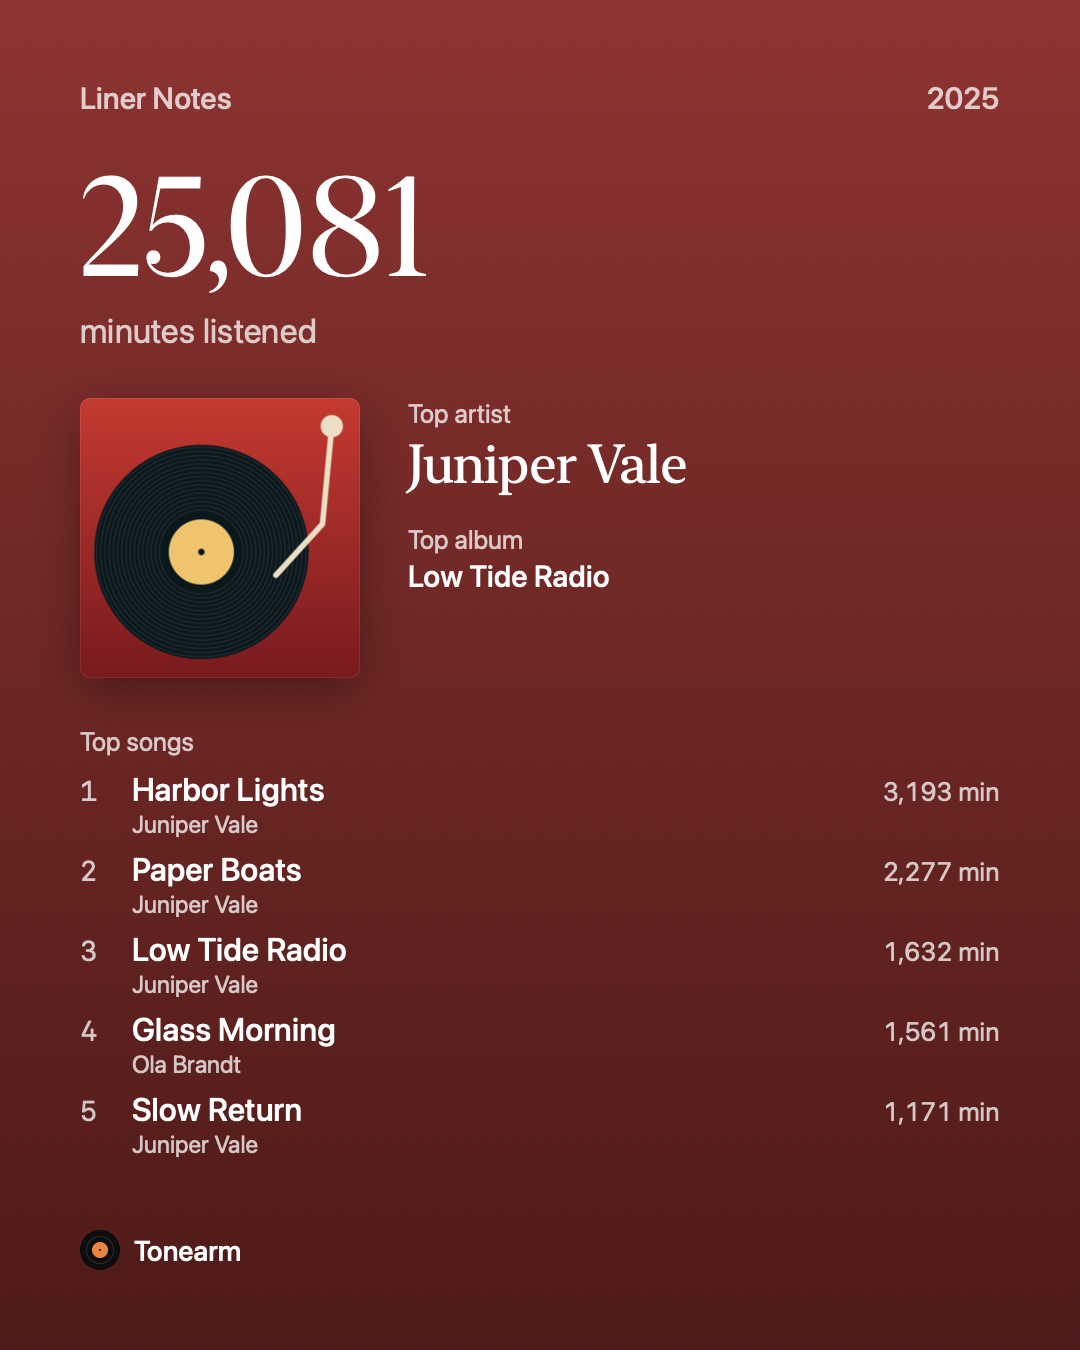 Liner Notes 2025
25,081
minutes listened
Top artist
Juniper Vale
Top album
Low Tide Radio
Top songs
1 Harbor Lights 3,193 min
Juniper Vale
2 Paper Boats 2,277 min
Juniper Vale
3 Low Tide Radio 1,632 min
Juniper Vale
4 Glass Morning 1,561 min
Ola Brandt
5 Slow Return 1,171 min
Juniper Vale
Tonearm